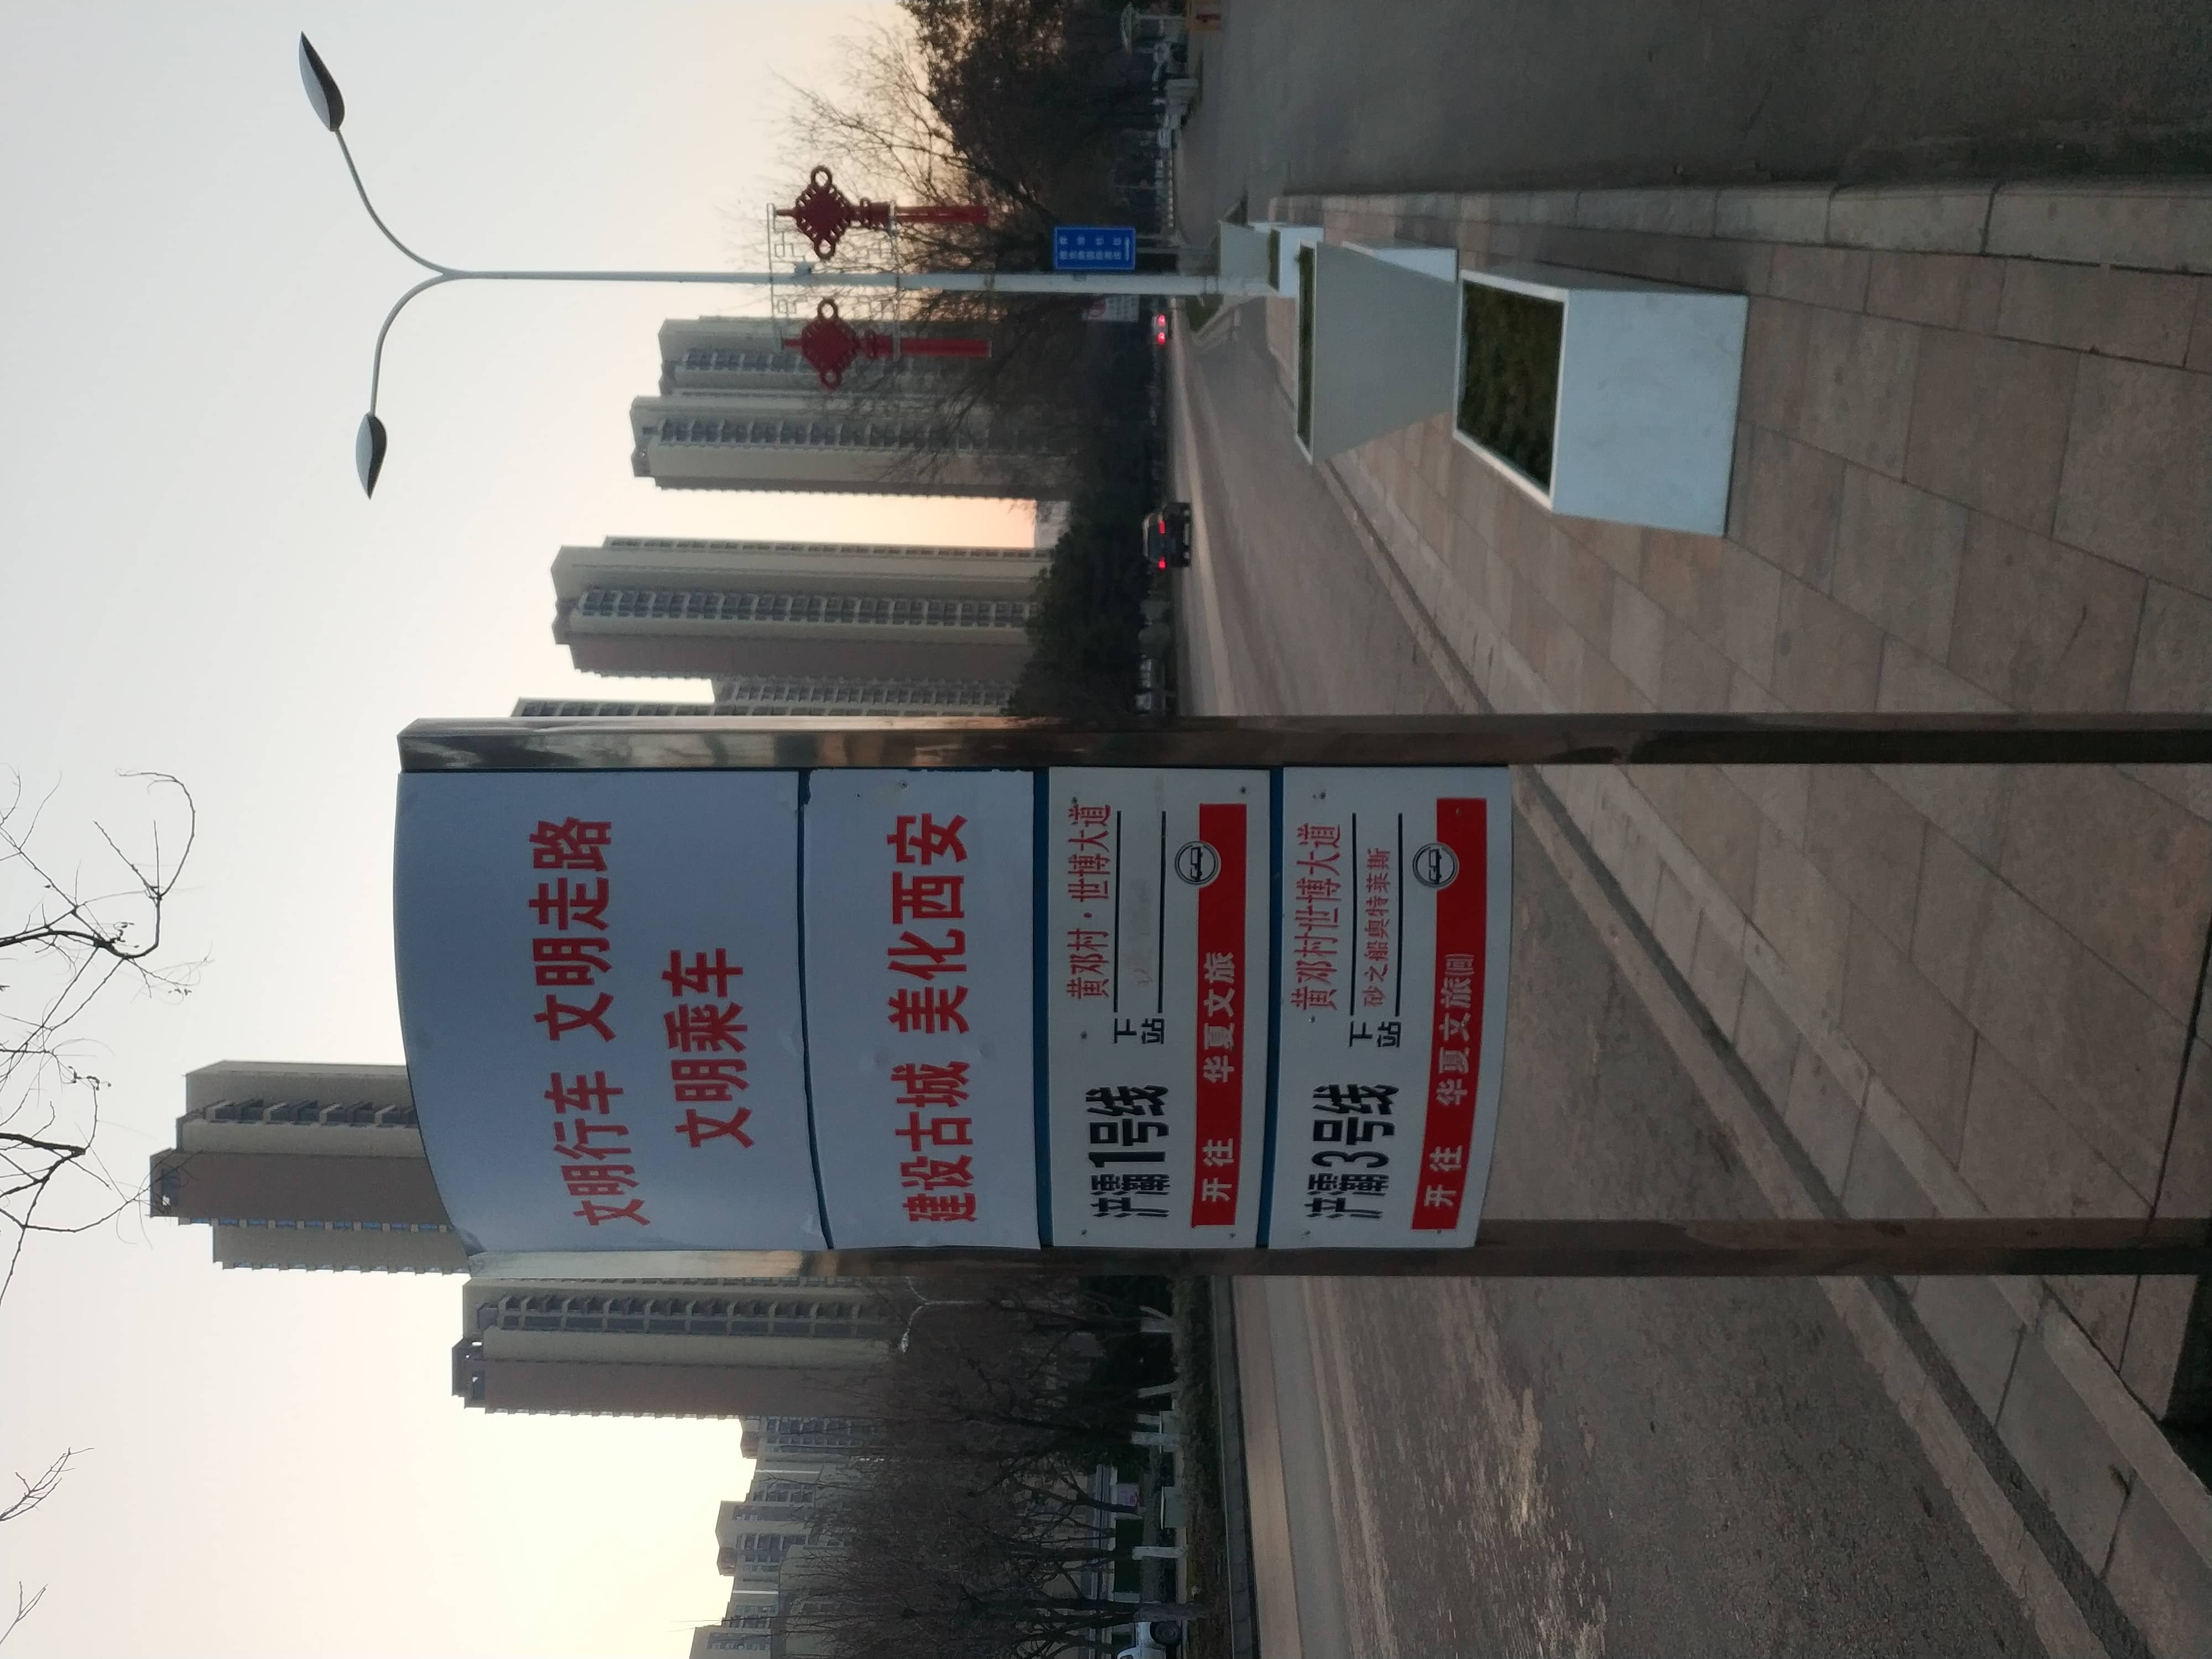 文明行车 文明走路
文明乘车
建设古城 美化西安
浐灞1号线
黄邓村·世博大道
下站
开往 华夏文旅
浐灞3号线
黄邓村世博大道
下站
砂之船奥特莱斯
开往 华夏文旅(回)